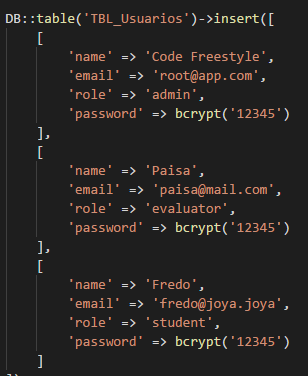 DB::table('TBL_Usuarios')->insert([
[
'name' => 'Code Freestyle',
'email' => 'root@app.com',
'role' => 'admin',
'password' => bcrypt('12345')
],
[
'name' => 'Paisa',
'email' => 'paisa@mail.com',
'role' => 'evaluator',
'password' => bcrypt('12345')
],
[
'name' => 'Fredo',
'email' => 'fredo@joya.joya',
'role' => 'student',
'password' => bcrypt('12345')
]